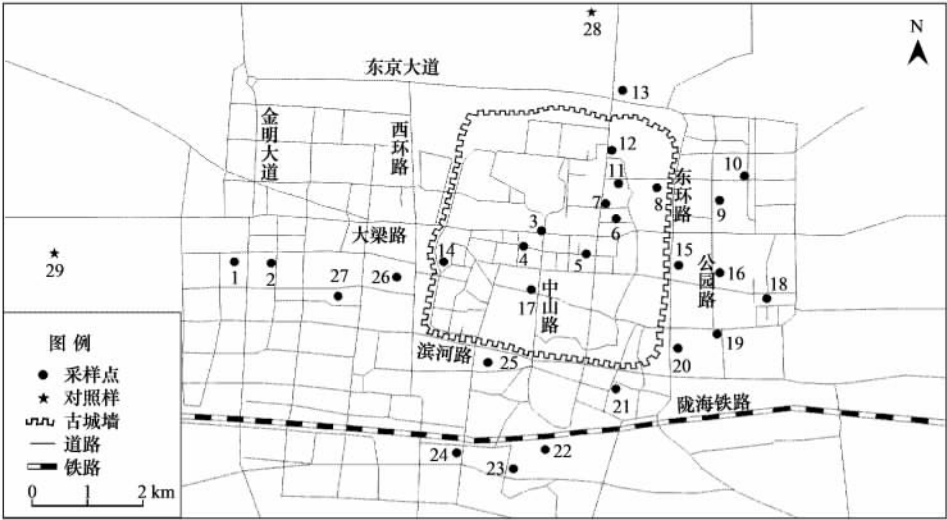 28
N
东京大道
13
金明大道
西环路
12
10
11
东环路
7
8
9
3
6
大梁路
29
1
2
27
26
14
4
5
15
公园路
16
18
17
中山路
19
20
滨河路
25
21
陇海铁路
24
23
22
图例
采样点
对照样
古城墙
道路
铁路
0 1 2 km